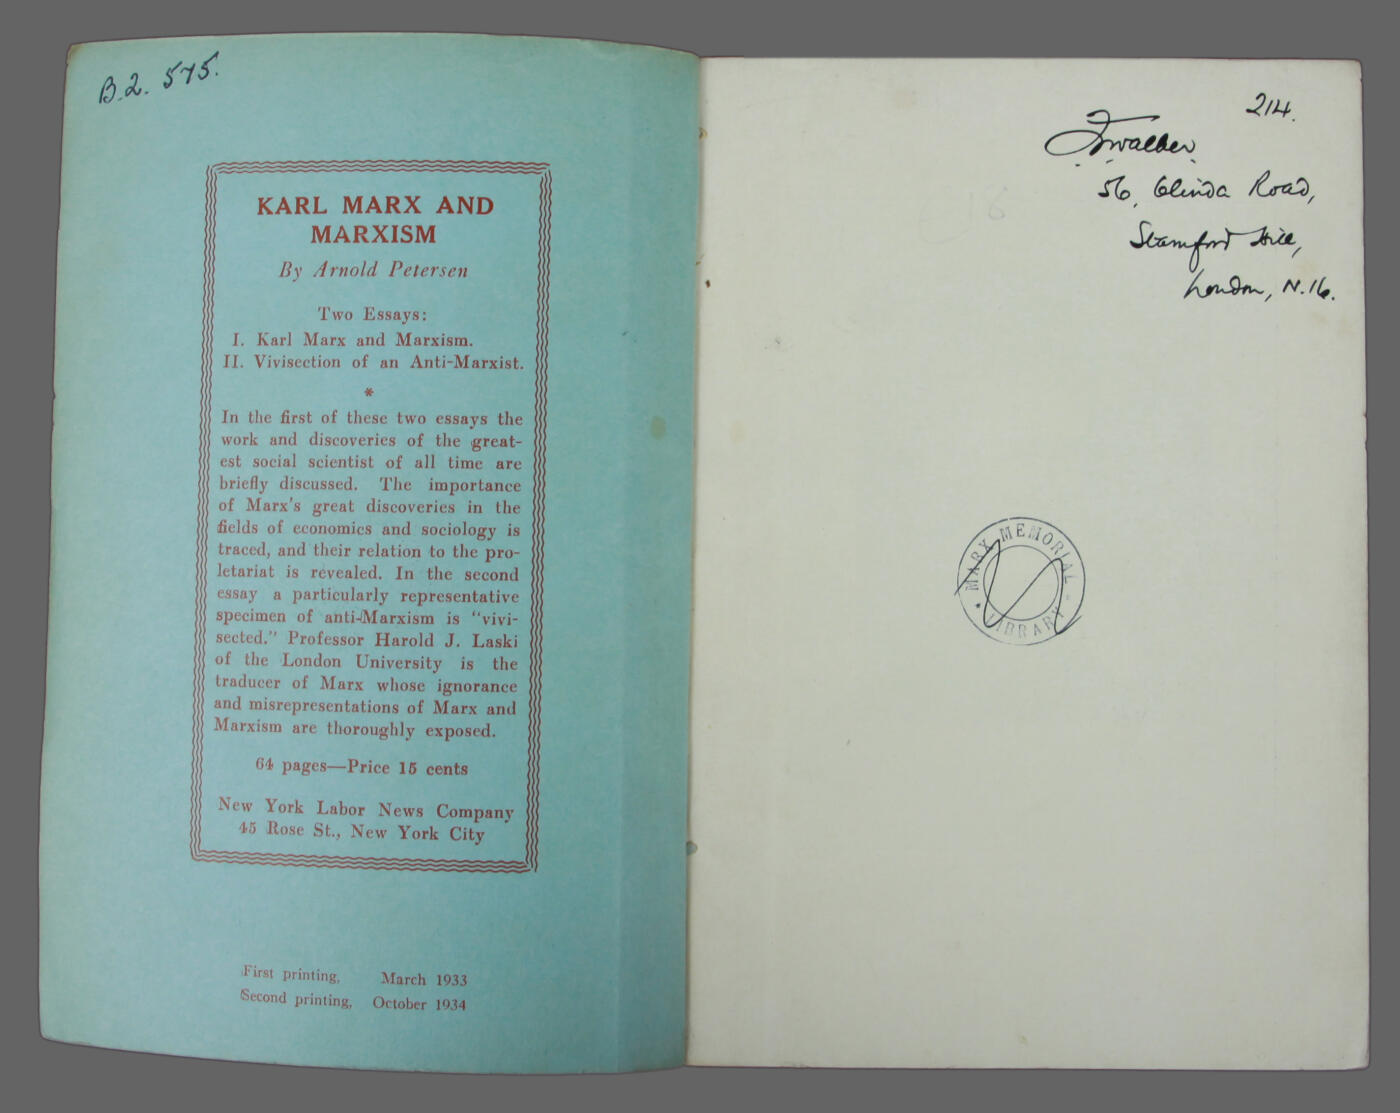 B.2. 575.
KARL MARX AND
MARXISM
By Arnold Petersen
Two Essays:
I. Karl Marx and Marxism.
II. Vivisection of an Anti-Marxist.
*
In the first of these two essays the
work and discoveries of the great-
est social scientist of all time are
briefly discussed. The importance
of Marx's great discoveries in the
fields of economics and sociology is
traced, and their relation to the pro-
letariat is revealed. In the second
essay a particularly representative
specimen of anti-Marxism is "vivi-
sected." Professor Harold J. Laski
of the London University is the
traducer of Marx whose ignorance
and misrepresentations of Marx and
Marxism are thoroughly exposed.
64 pages—Price 15 cents
New York Labor News Company
45 Rose St., New York City
First printing, March 1933
Second printing, October 1934
214.
56, Road,
Stamford Hill,
London, N.16.
MARX MEMORIAL
LIBRARY